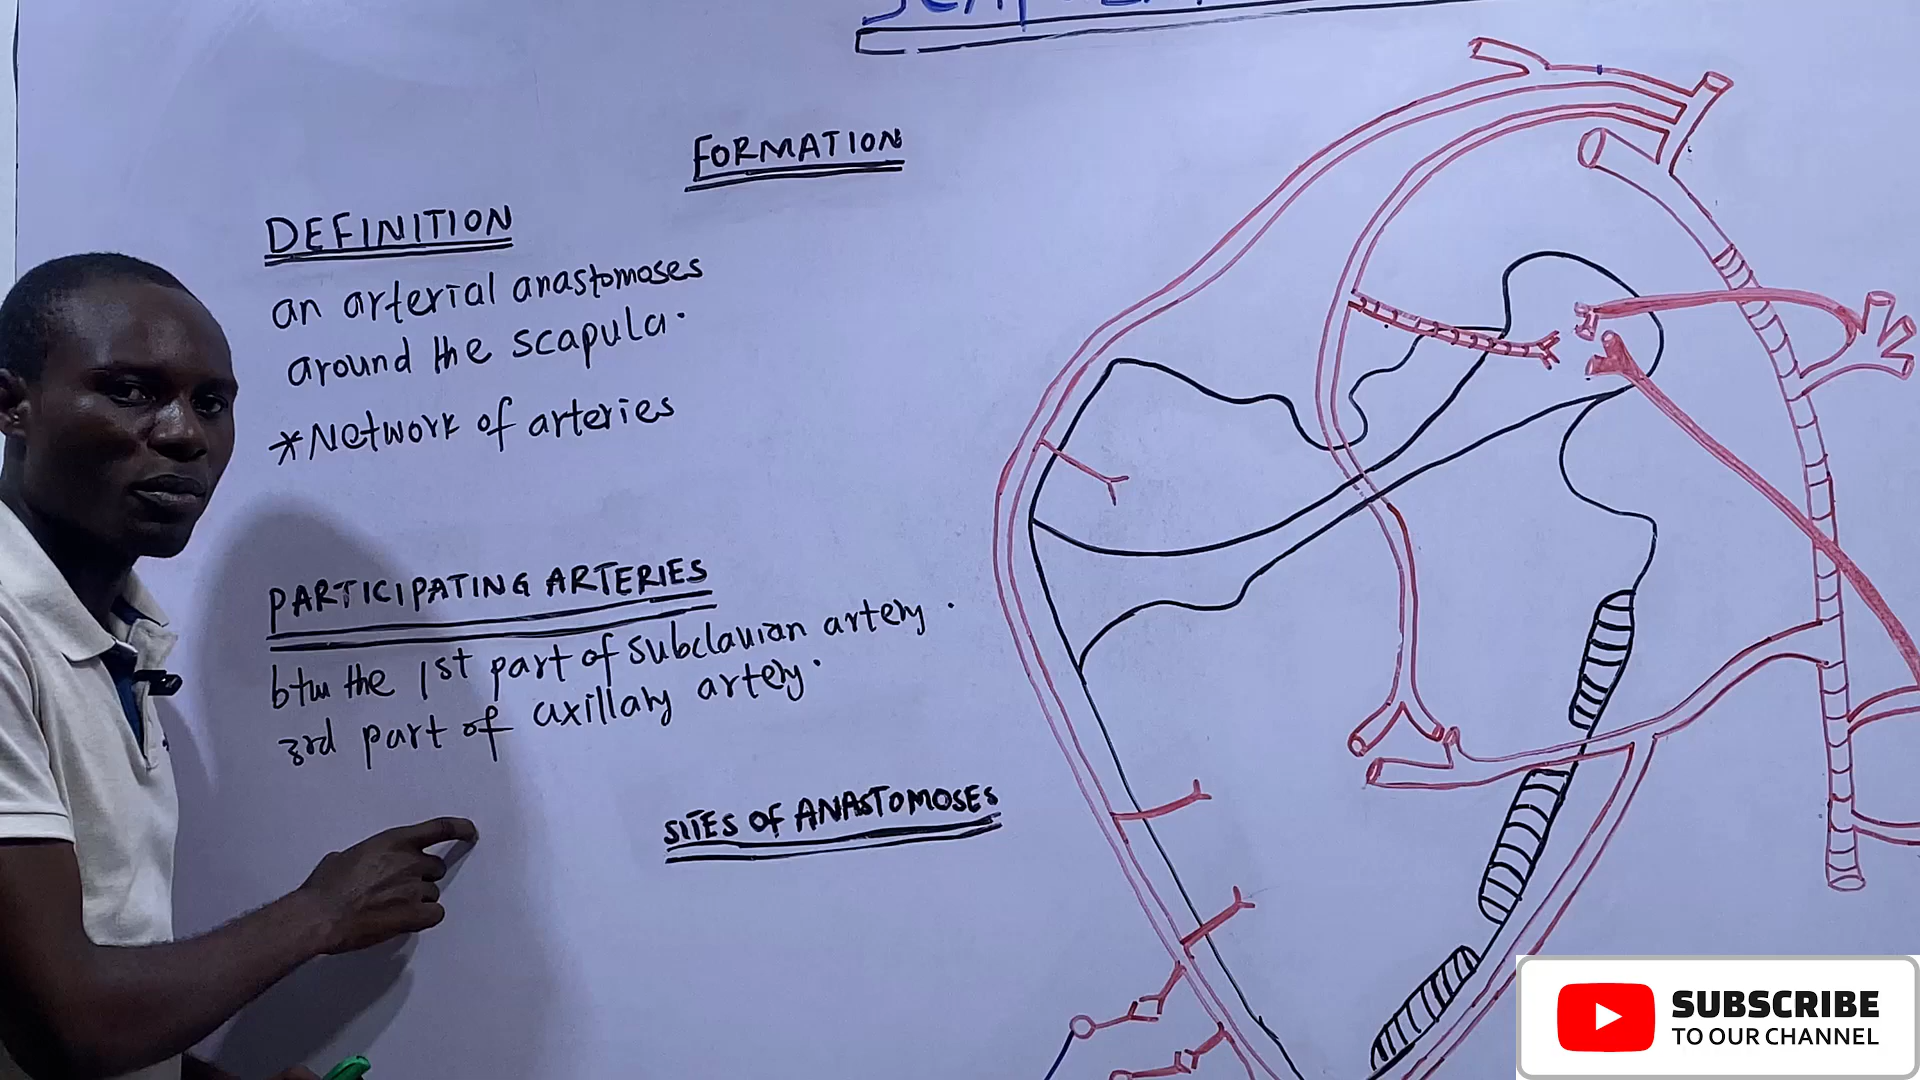 FORMATION
DEFINITION
an arterial anastomoses
around the scapula.
*Network of arteries
PARTICIPATING ARTERIES
btw the 1st part of subclavian artery.
3rd part of axillary artery.
SITES OF ANASTOMOSES
SUBSCRIBE
TO OUR CHANNEL